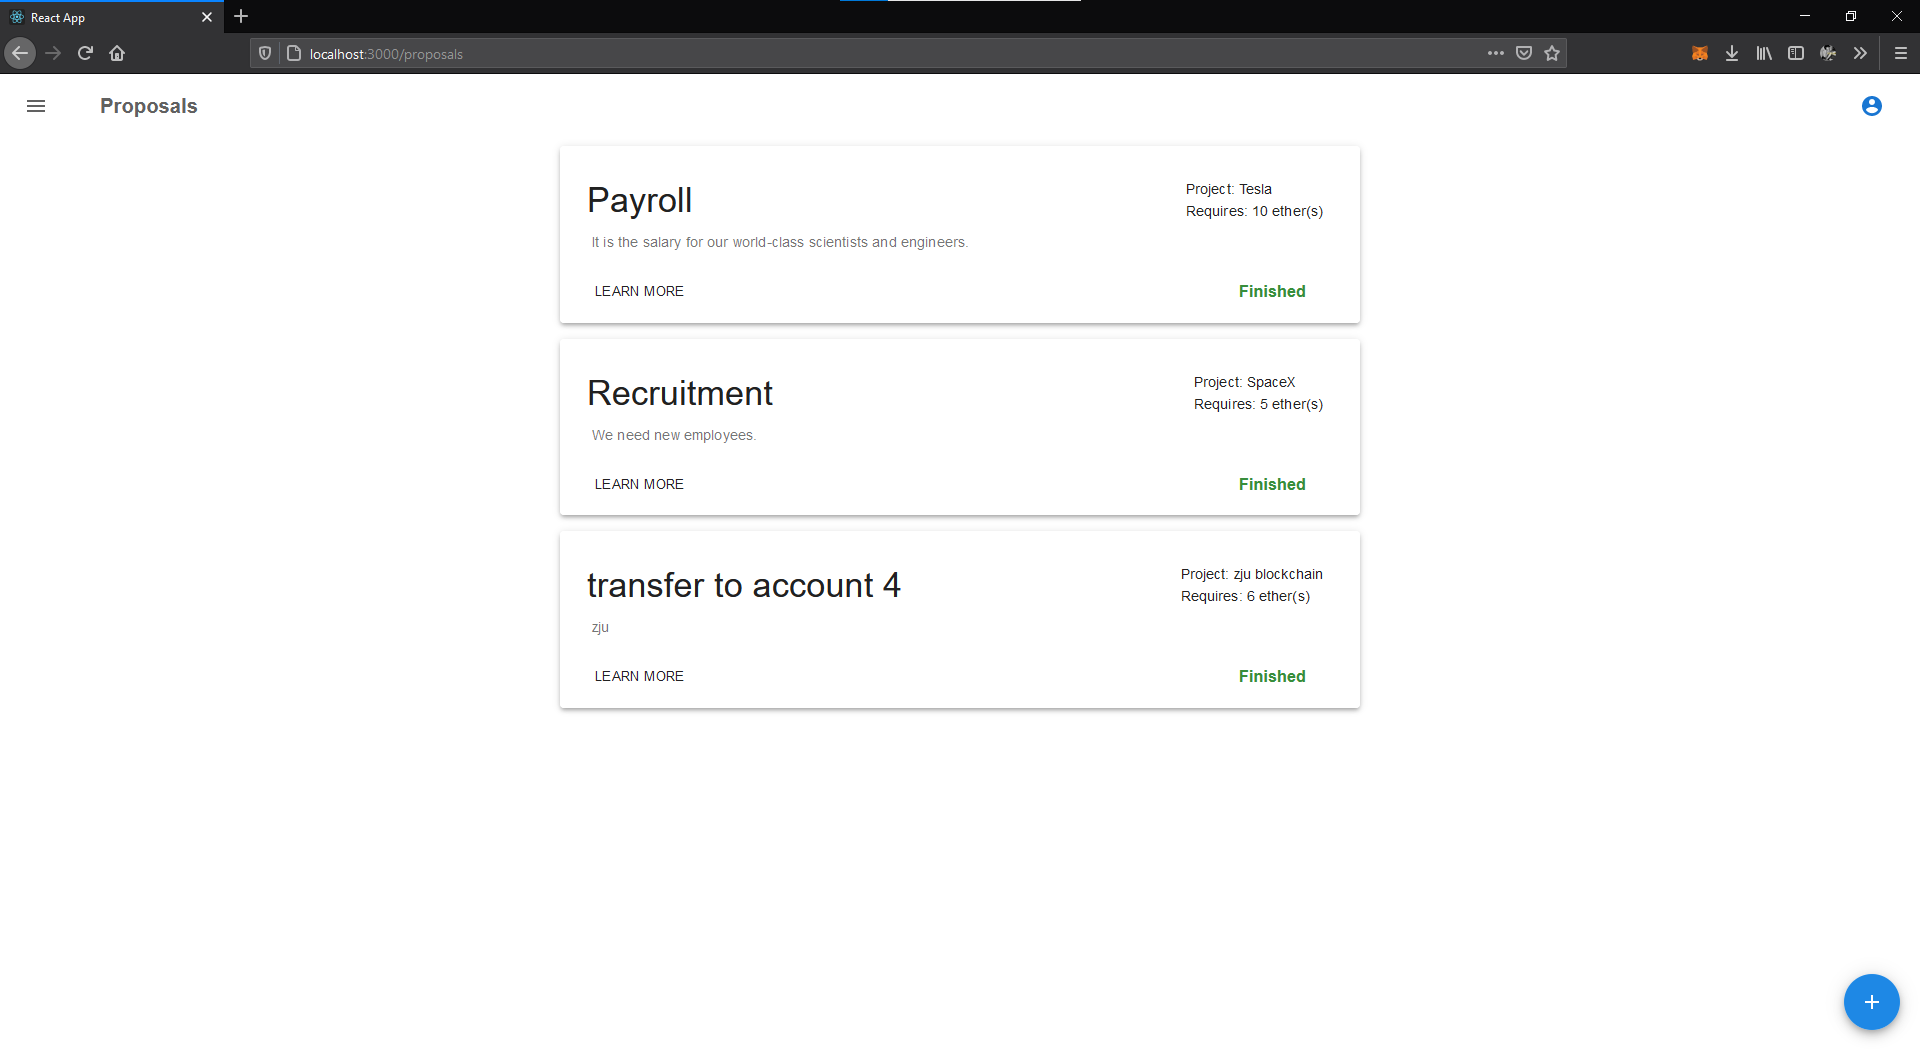 React App
localhost:3000/proposals
Proposals
Payroll
Project: Tesla
Requires: 10 ether(s)
It is the salary for our world-class scientists and engineers.
LEARN MORE
Finished
Recruitment
Project: SpaceX
Requires: 5 ether(s)
We need new employees.
LEARN MORE
Finished
transfer to account 4
Project: zju blockchain
Requires: 6 ether(s)
zju
LEARN MORE
Finished